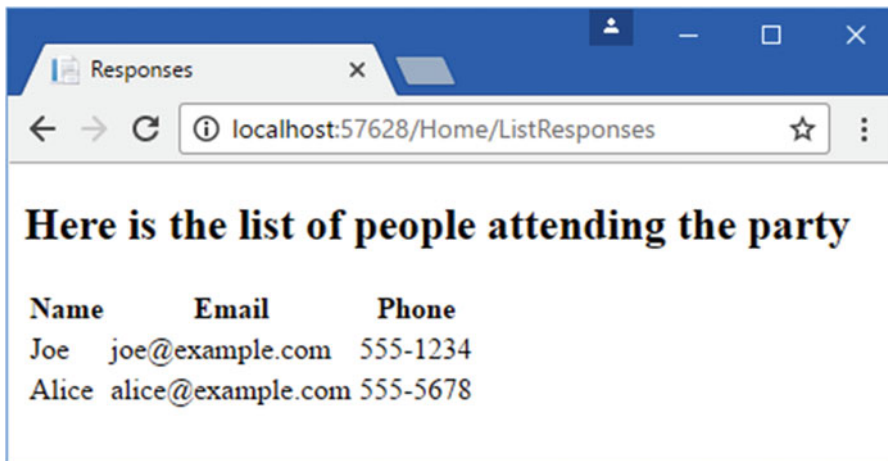 Responses
localhost:57628/Home/ListResponses
Here is the list of people attending the party
Name Email Phone
Joe joe@example.com 555-1234
Alice alice@example.com 555-5678